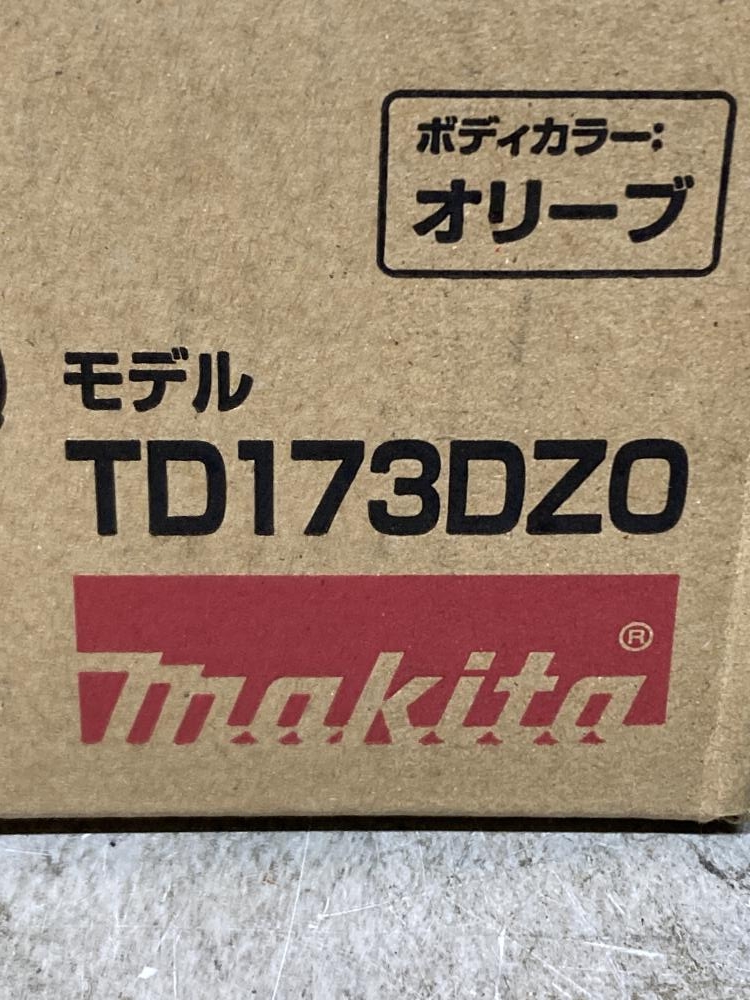 ボディカラー:
オリーブ
モデル
TD173DZO
makita®